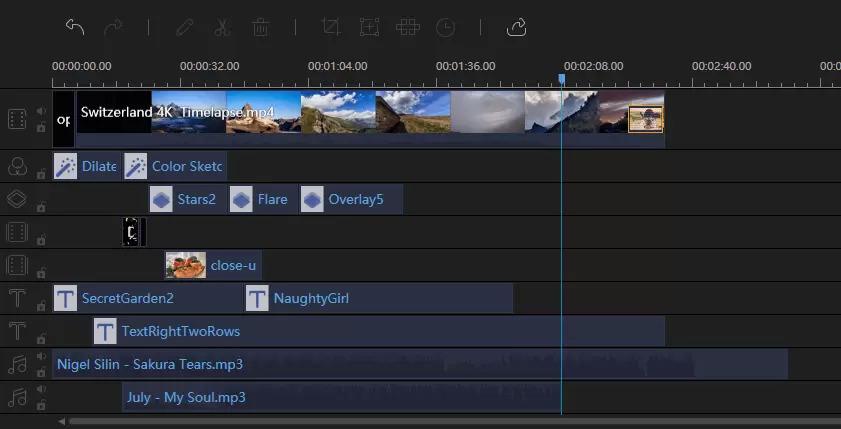 00:00:00.00 00:00:32.00 00:01:04.00 00:01:36.00 00:02:08.00 00:02:40.00 00:0
op Switzerland 4K Timelapse.mp4
Dilate Color Sketc
Stars2 Flare Overlay5
close-u
SecretGarden2 NaughtyGirl
TextRightTwoRows
Nigel Silin - Sakura Tears.mp3
July - My Soul.mp3